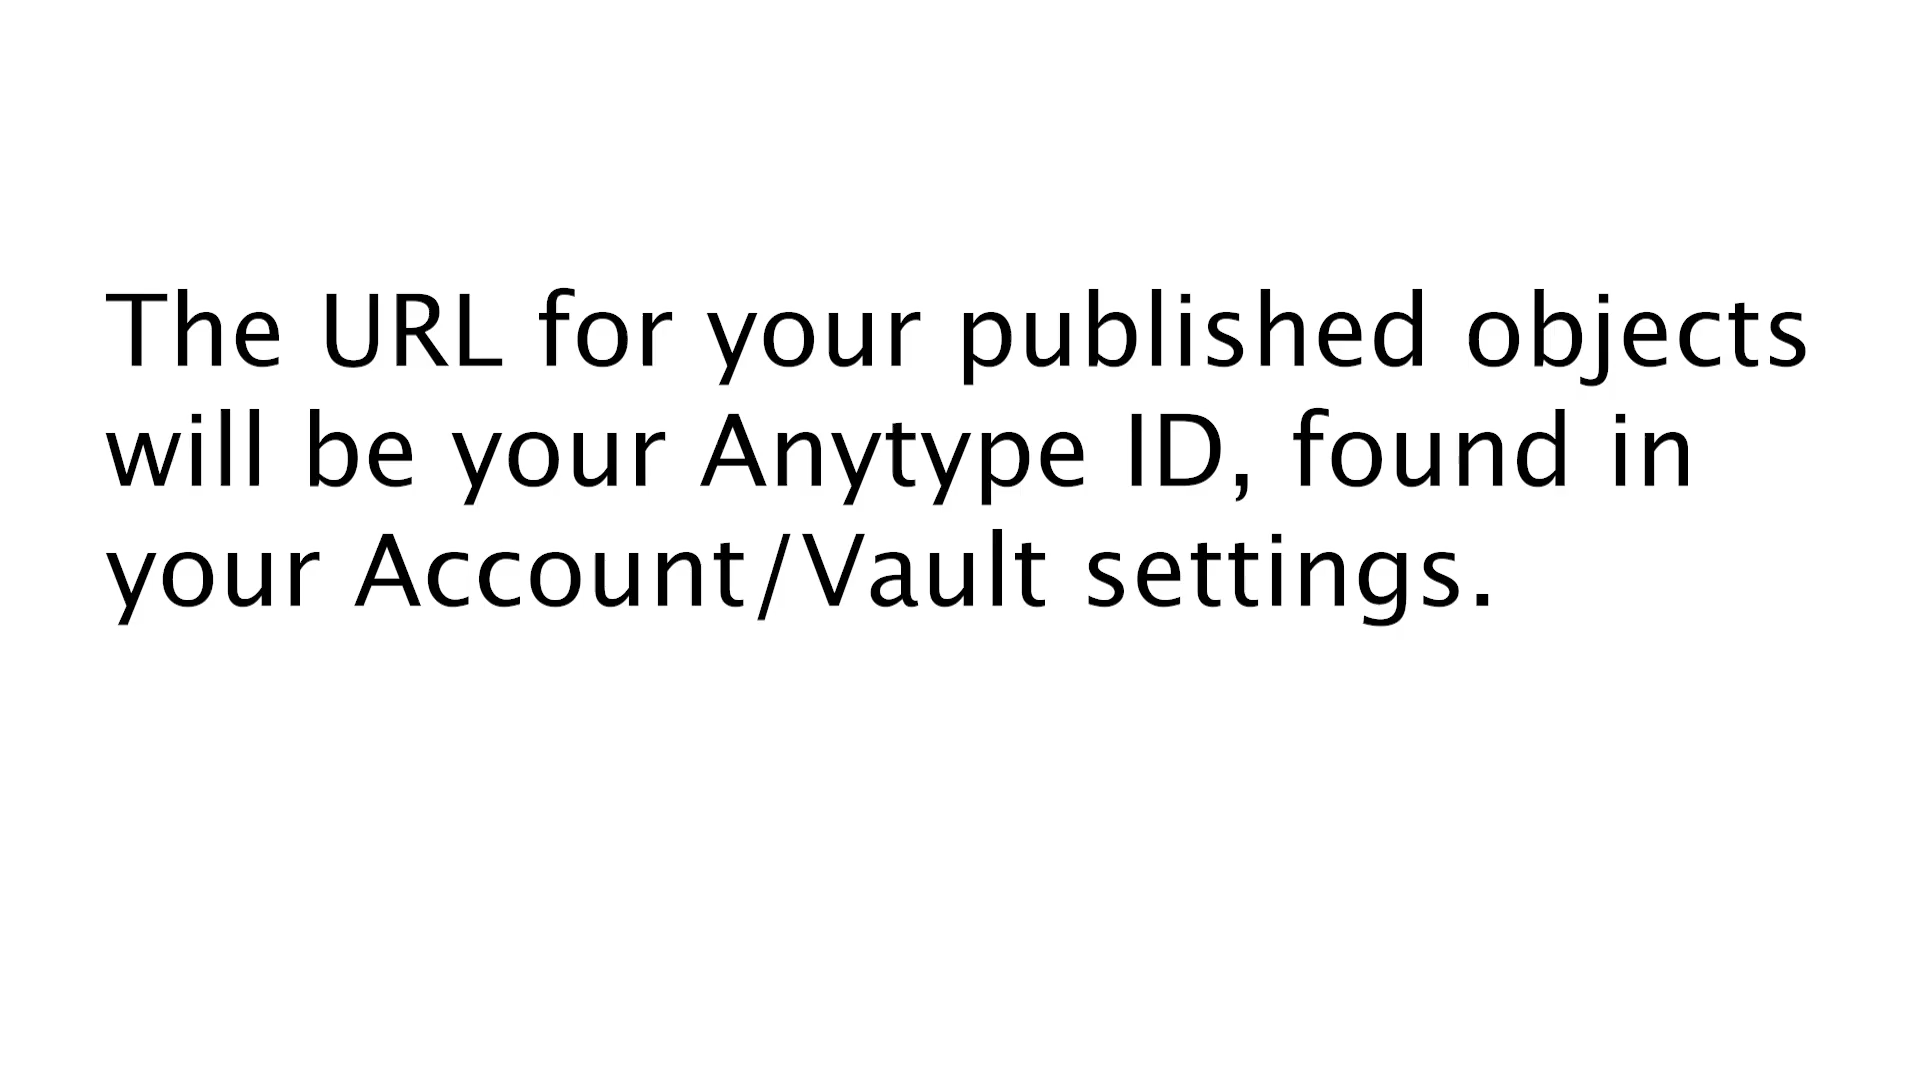 The URL for your published objects
will be your Anytype ID, found in
your Account/Vault settings.